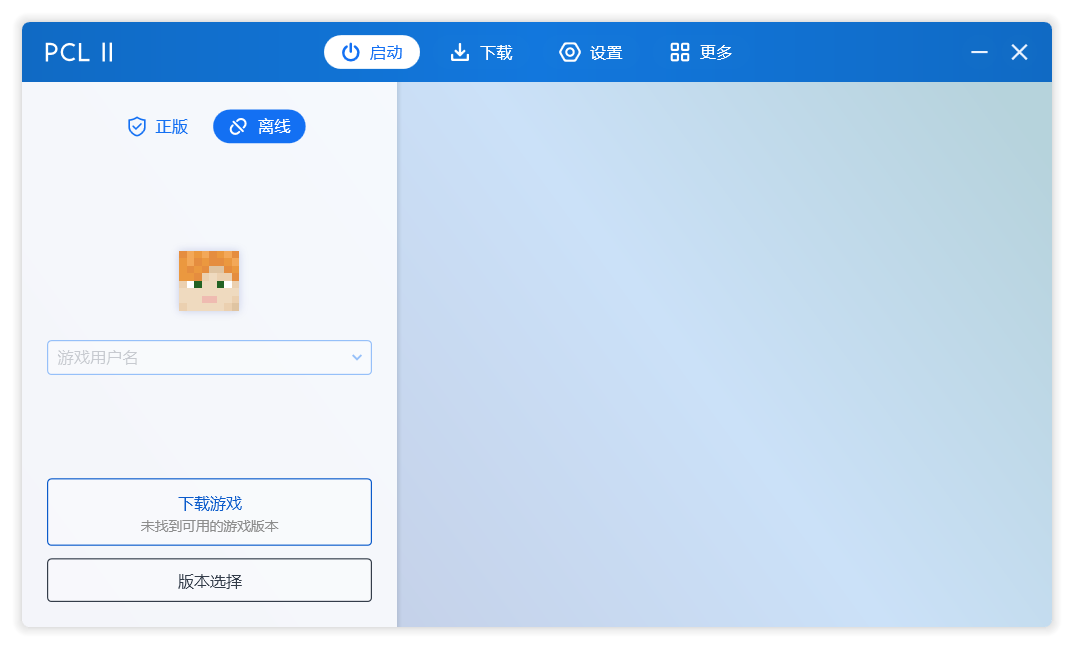 PCL II
启动
下载
设置
更多
正版
离线
游戏用户名
下载游戏
未找到可用的游戏版本
版本选择